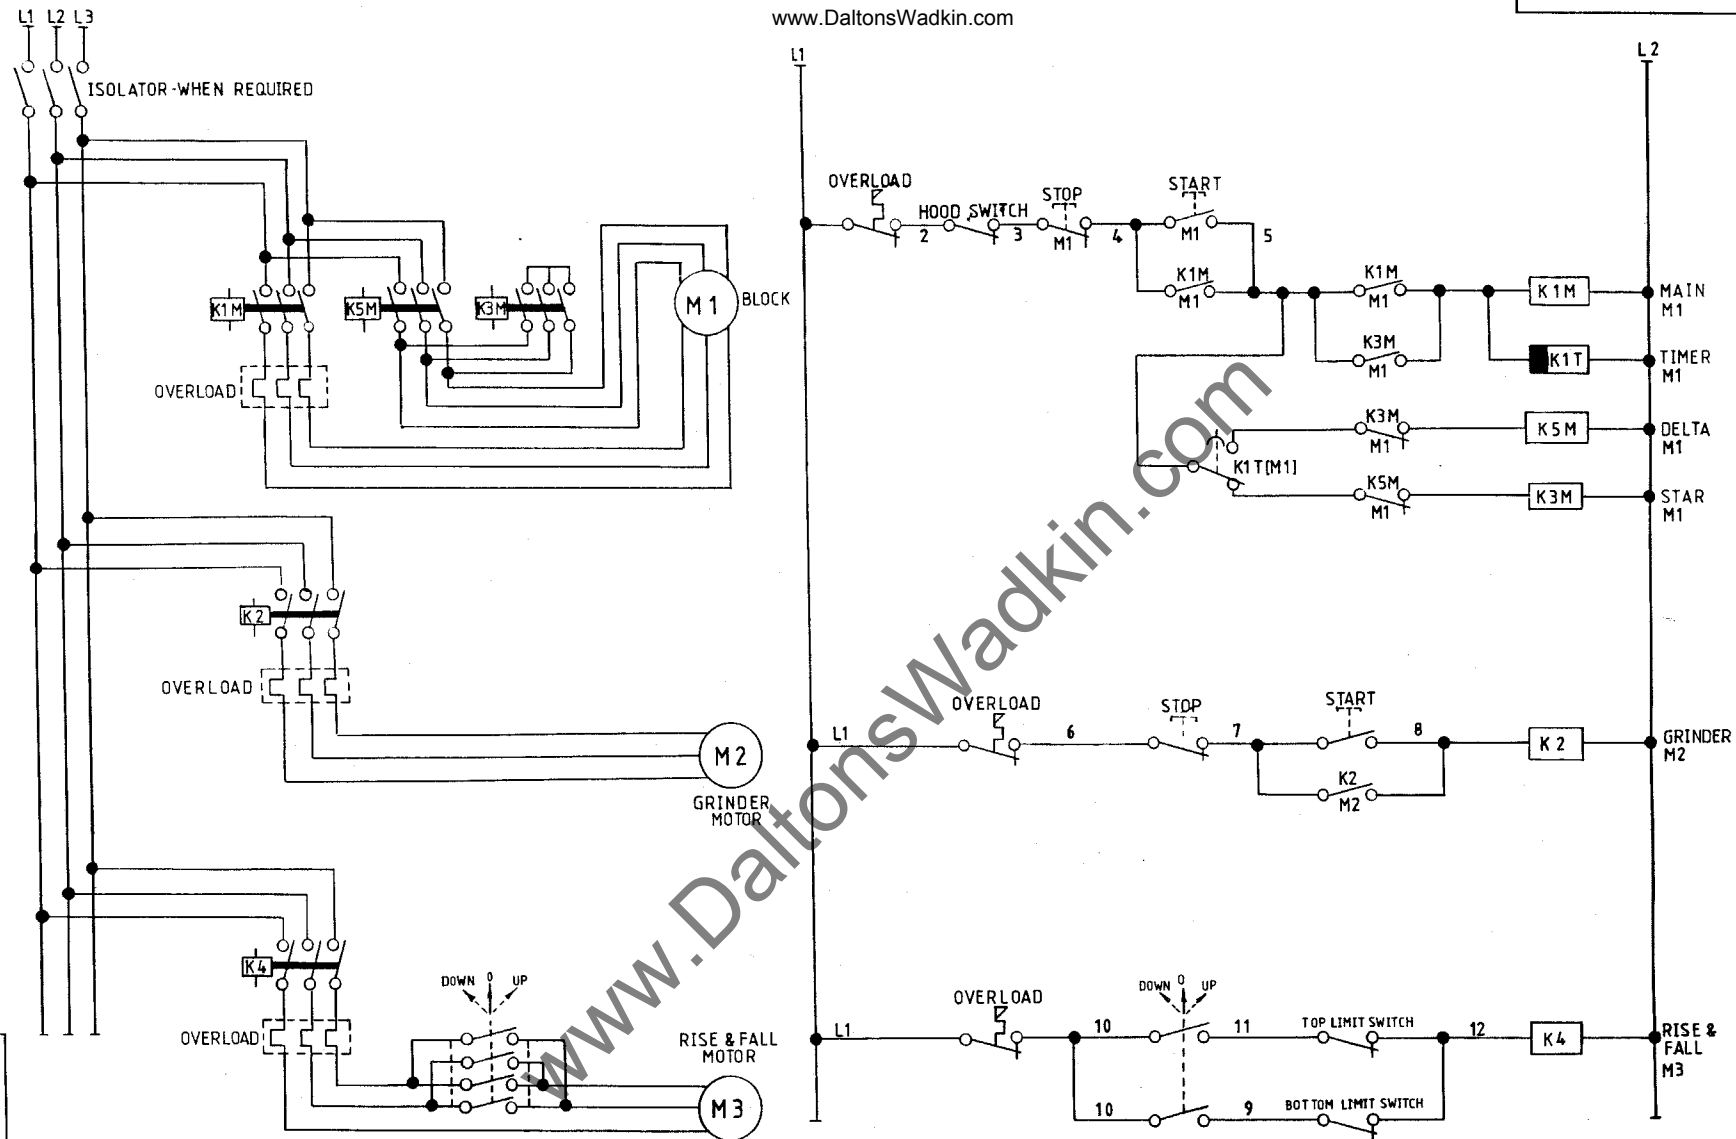 www.DaltonsWadkin.com
L1 L2 L3
ISOLATOR-WHEN REQUIRED
K1M
K5M
K3M
M1
BLOCK
OVERLOAD
K2
OVERLOAD
M2
GRINDER
MOTOR
K4
OVERLOAD
DOWN 0 UP
RISE & FALL
MOTOR
M3
L1
L2
OVERLOAD
HOOD SWITCH
STOP
START
2
3
M1
4
M1
5
K1M
M1
K1M
M1
K1M
MAIN
M1
K3M
M1
K1T
TIMER
M1
K3M
M1
K5M
DELTA
M1
K1T[M1]
K5M
M1
K3M
STAR
M1
L1
OVERLOAD
6
STOP
7
START
8
K2
GRINDER
M2
K2
M2
L1
OVERLOAD
10
DOWN 0 UP
11
TOP LIMIT SWITCH
12
K4
RISE &
FALL
M3
10
9
BOTTOM LIMIT SWITCH
www.DaltonsWadkin.com